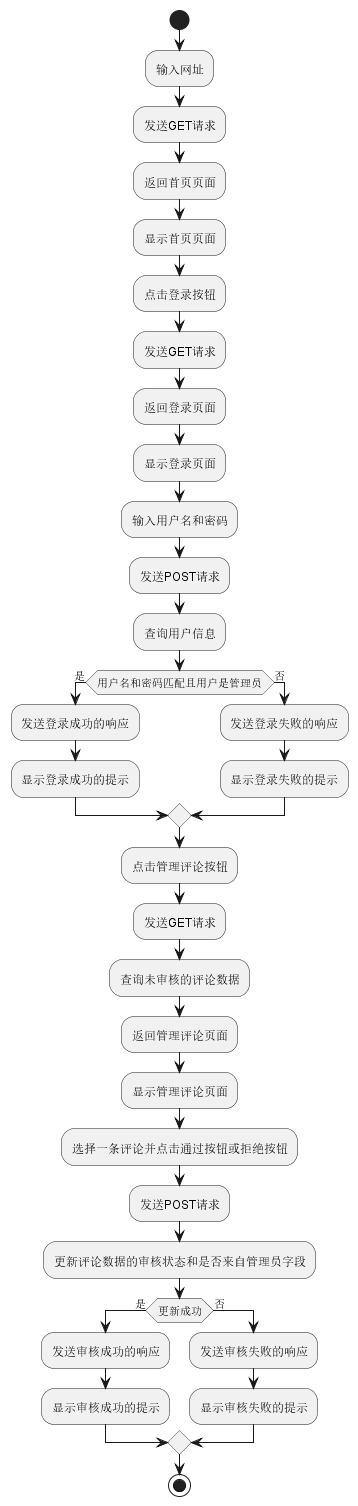 输入网址
发送GET请求
返回首页页面
显示首页页面
点击登录按钮
发送GET请求
返回登录页面
显示登录页面
输入用户名和密码
发送POST请求
查询用户信息
是
用户名和密码匹配且用户是管理员
否
发送登录成功的响应
发送登录失败的响应
显示登录成功的提示
显示登录失败的提示
点击管理评论按钮
发送GET请求
查询未审核的评论数据
返回管理评论页面
显示管理评论页面
选择一条评论并点击通过按钮或拒绝按钮
发送POST请求
更新评论数据的审核状态和是否来自管理员字段
是
更新成功
否
发送审核成功的响应
发送审核失败的响应
显示审核成功的提示
显示审核失败的提示